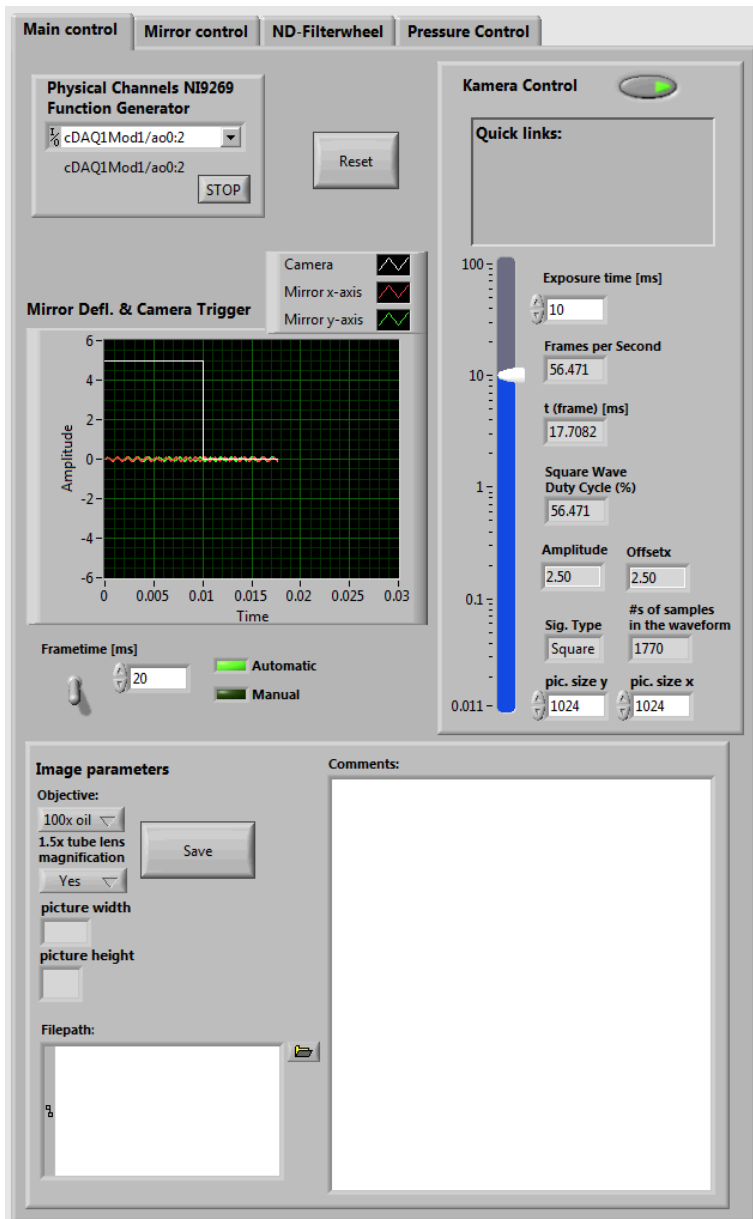 Main control
Mirror control
ND-Filterwheel
Pressure Control
Physical Channels NI9269
Function Generator
I/O cDAQ1Mod1/ao0:2
cDAQ1Mod1/ao0:2
STOP
Reset
Camera
Mirror x-axis
Mirror y-axis
Mirror Defl. & Camera Trigger
Amplitude
6
4
2
0
-2
-4
-6
0
0.005
0.01
0.015
0.02
0.025
0.03
Time
Frametime [ms]
20
Automatic
Manual
Kamera Control
Quick links:
100
10
1
0.1
0.011
Exposure time [ms]
10
Frames per Second
56.471
t (frame) [ms]
17.7082
Square Wave
Duty Cycle (%)
56.471
Amplitude
2.50
Offsetx
2.50
Sig. Type
Square
#s of samples
in the waveform
1770
pic. size y
1024
pic. size x
1024
Image parameters
Objective:
100x oil
1.5x tube lens
magnification
Yes
Save
picture width
picture height
Filepath:
Comments: